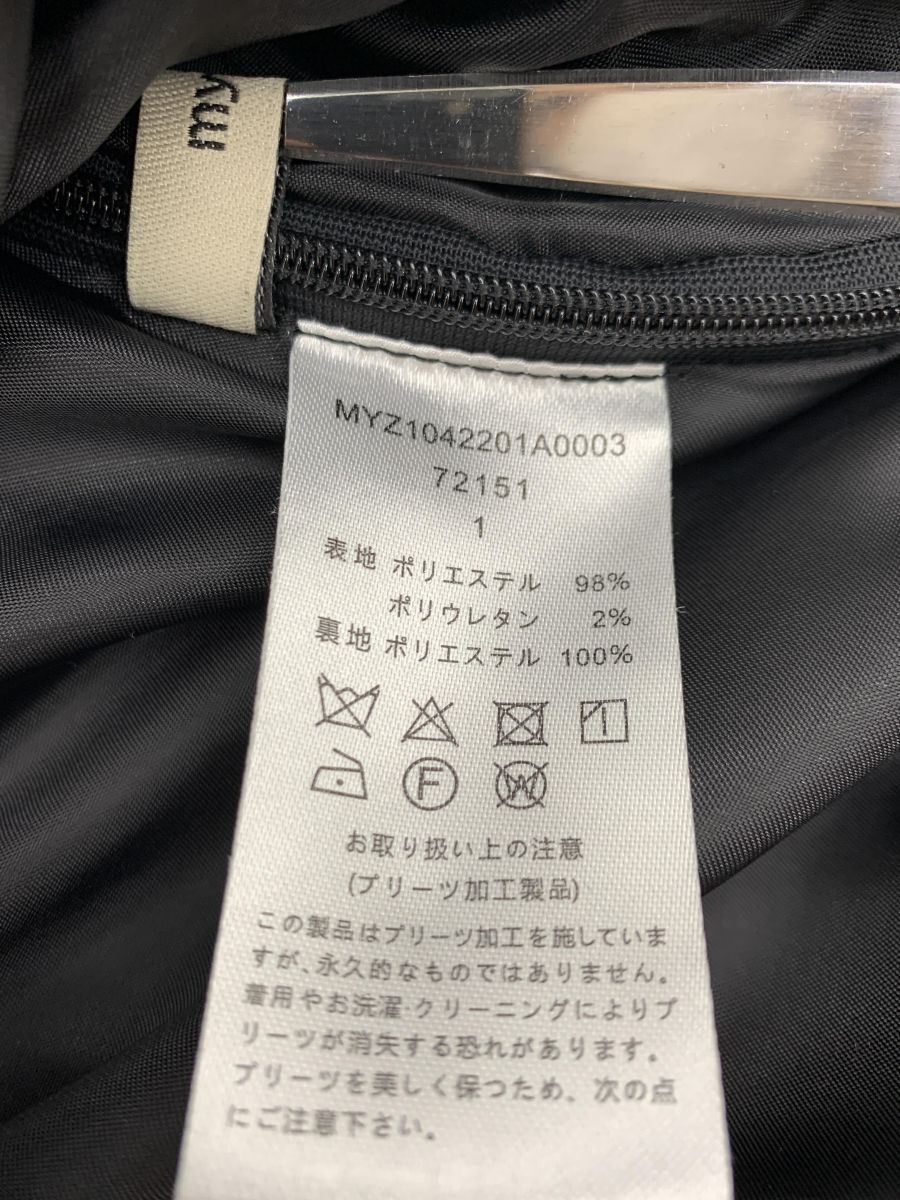 MYZ1042201A0003
72151
1
表地 ポリエステル 98%
ポリウレタン 2%
裏地 ポリエステル 100%
F
W
お取り扱い上の注意
(プリーツ加工製品)
この製品はプリーツ加工を施していま
すが、永久的なものではありません。
着用やお洗濯・クリーニングによりプ
リーツが消失する恐れがあります。
プリーツを美しく保つため、次の点
にご注意下さい。